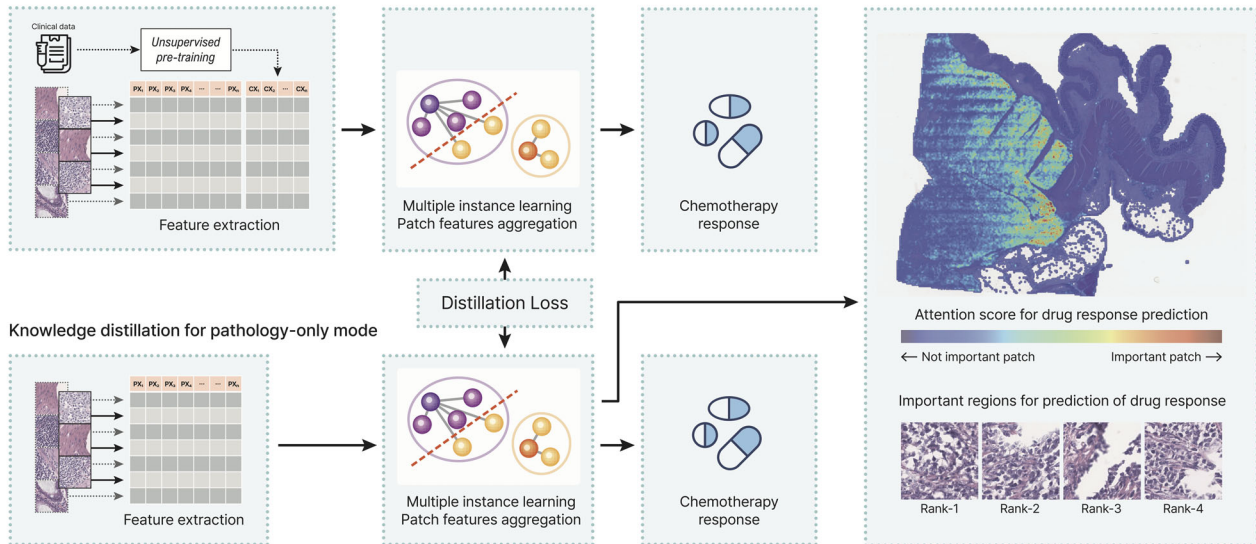 Clinical data
Unsupervised
pre-training
PX₁ PX₂ PX₃ PX₄ ... ... PXₙ CX₁ CX₂ ... CXₙ
Feature extraction
Multiple instance learning
Patch features aggregation
Chemotherapy
response
Distillation Loss
Knowledge distillation for pathology-only mode
PX₁ PX₂ PX₃ PX₄ ... ... PXₙ
Feature extraction
Multiple instance learning
Patch features aggregation
Chemotherapy
response
Attention score for drug response prediction
← Not important patch Important patch →
Important regions for prediction of drug response
Rank-1 Rank-2 Rank-3 Rank-4